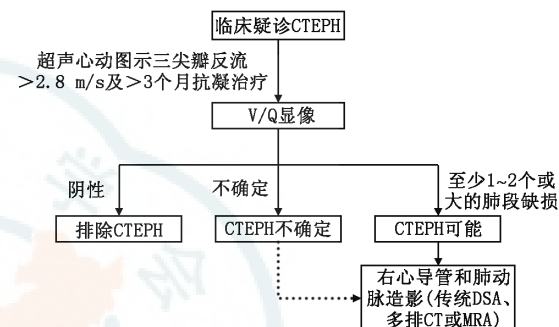 临床疑诊CTEPH
超声心动图示三尖瓣反流
>2.8 m/s及>3个月抗凝治疗
V/Q显像
阴性
不确定
至少1~2个或
大的肺段缺损
排除CTEPH
CTEPH不确定
CTEPH可能
右心导管和肺动
脉造影(传统DSA、
多排CT或MRA)